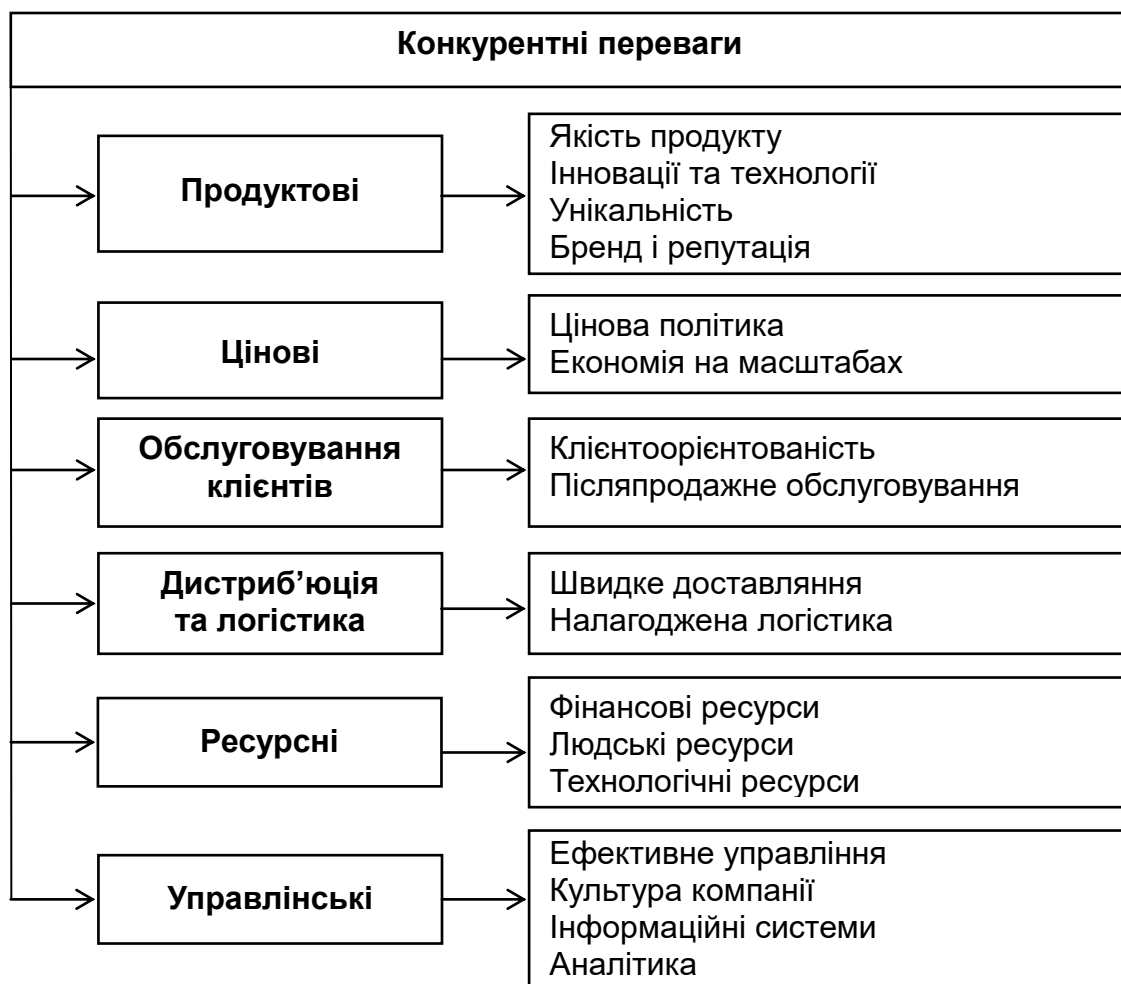 Конкурентні переваги
Продуктові
Якість продукту
Інновації та технології
Унікальність
Бренд і репутація
Цінові
Цінова політика
Економія на масштабах
Обслуговування
клієнтів
Клієнтоорієнтованість
Післяпродажне обслуговування
Дистриб’юція
та логістика
Швидке доставляння
Налагоджена логістика
Ресурсні
Фінансові ресурси
Людські ресурси
Технологічні ресурси
Управлінські
Ефективне управління
Культура компанії
Інформаційні системи
Аналітика